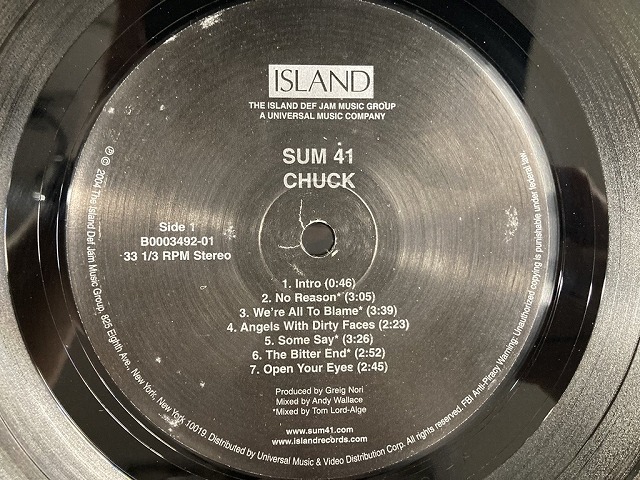 ISLAND
THE ISLAND DEF JAM MUSIC GROUP
A UNIVERSAL MUSIC COMPANY
SUM 41
CHUCK
Side 1
B0003492-01
33 1/3 RPM Stereo
1. Intro (0:46)
2. No Reason* (3:05)
3. We're All To Blame* (3:39)
4. Angels With Dirty Faces (2:23)
5. Some Say* (3:26)
6. The Bitter End* (2:52)
7. Open Your Eyes (2:45)
Produced by Greig Nori
Mixed by Andy Wallace
*Mixed by Tom Lord-Alge
www.sum41.com
www.islandrecords.com
℗ © 2004 The Island Def Jam Music Group, 825 Eighth Ave., New York, New York 10019. Distributed by Universal Music & Video Distribution Corp. All rights reserved. FBI Anti-Piracy Warning: Unauthorized copying is punishable under federal law.